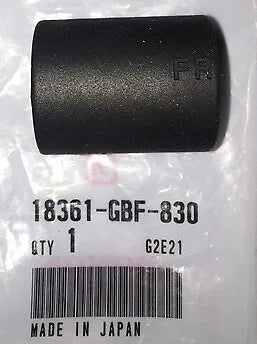 FR
18361-GBF-830
QTY 1 G2E21
MADE IN JAPAN